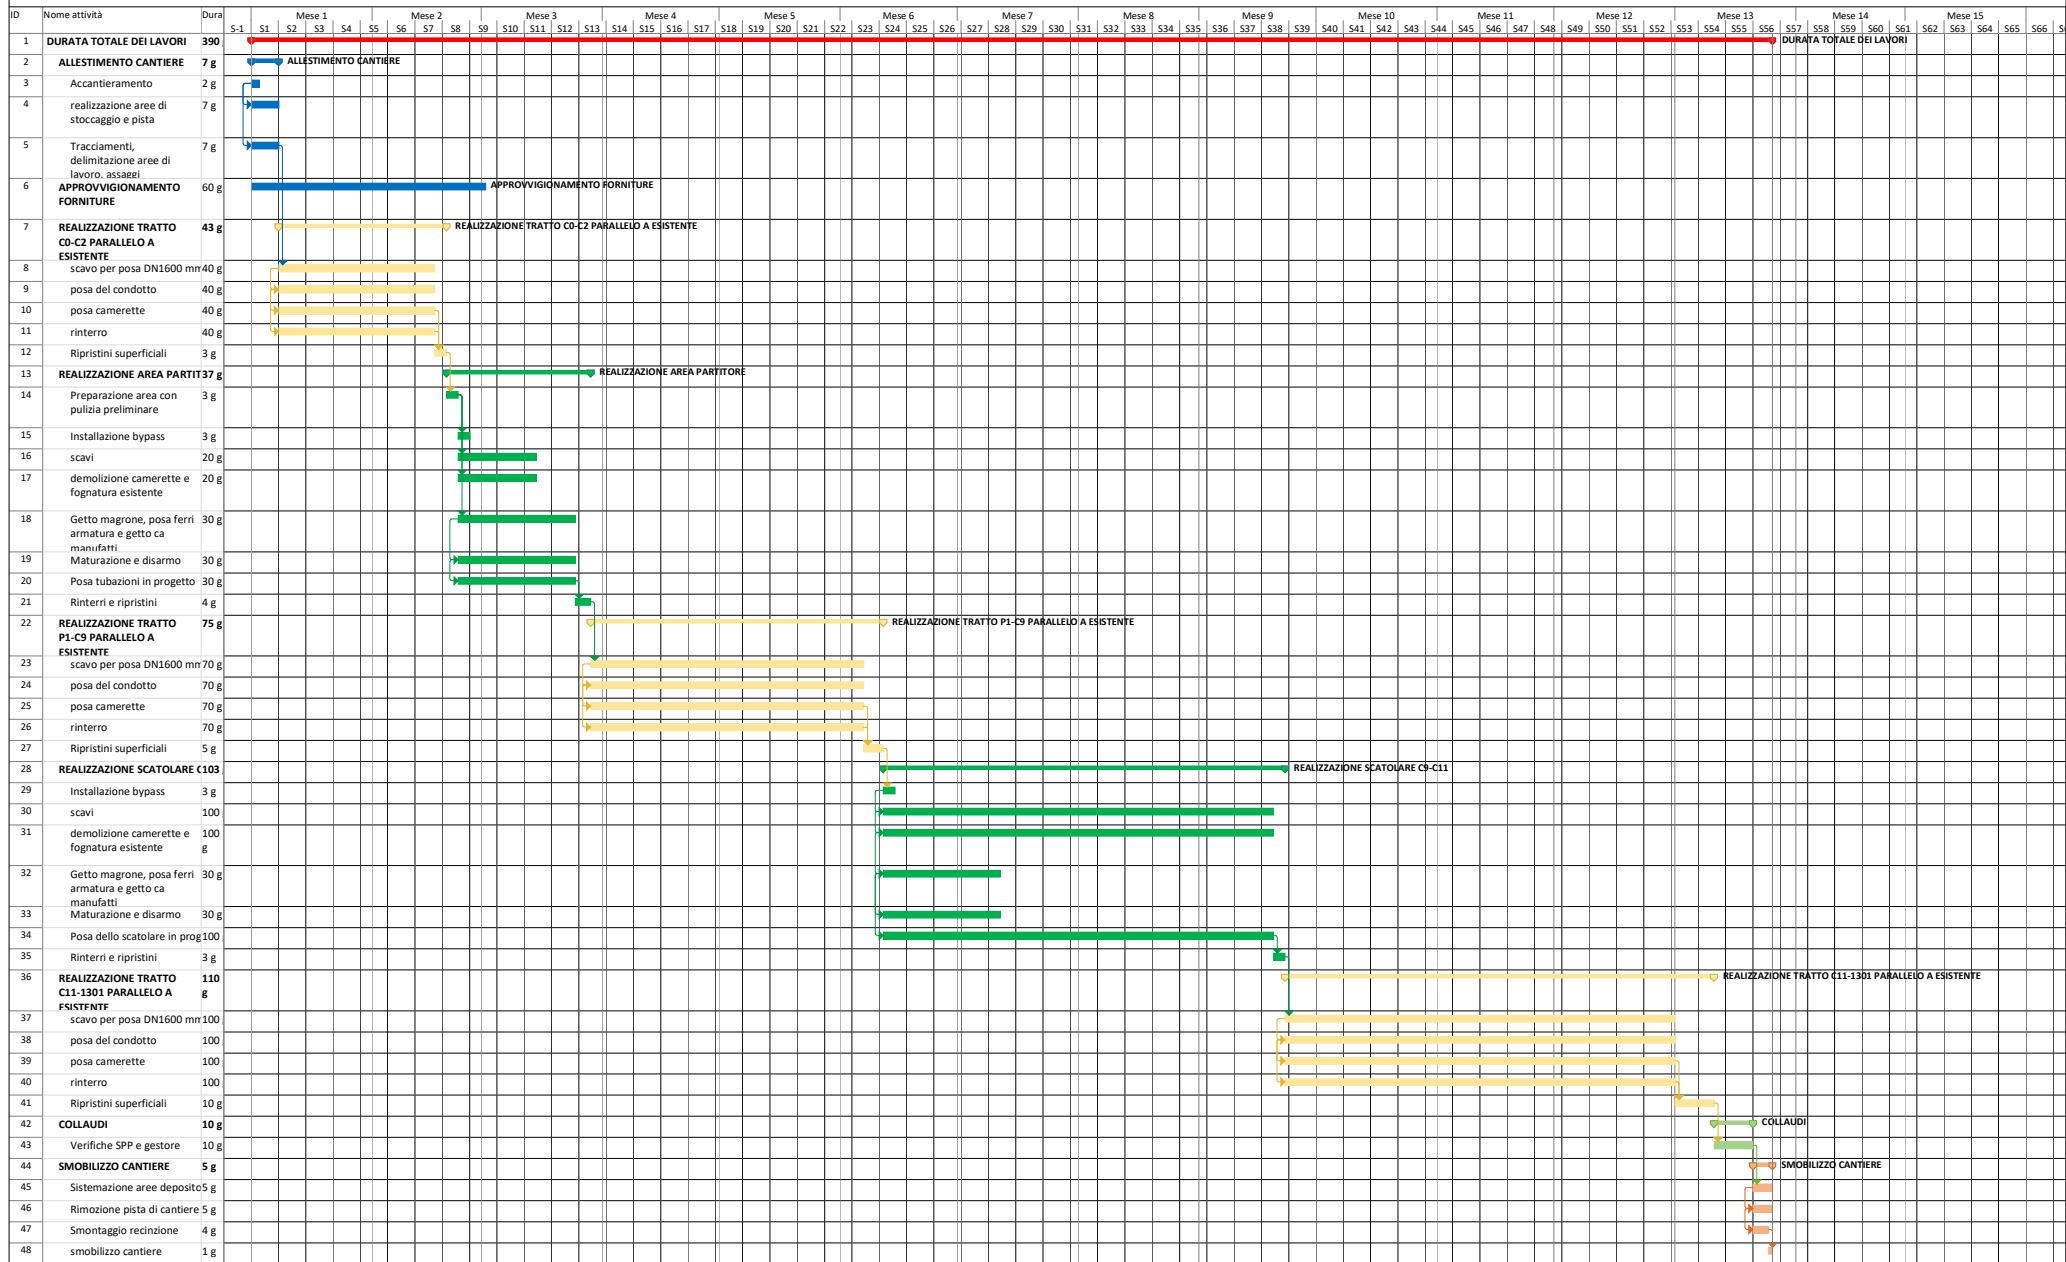 ID Nome attività Dura Mese 1 Mese 2 Mese 3 Mese 4 Mese 5 Mese 6 Mese 7 Mese 8 Mese 9 Mese 10 Mese 11 Mese 12 Mese 13 Mese 14 Mese 15
S-1 S1 S2 S3 S4 S5 S6 S7 S8 S9 S10 S11 S12 S13 S14 S15 S16 S17 S18 S19 S20 S21 S22 S23 S24 S25 S26 S27 S28 S29 S30 S31 S32 S33 S34 S35 S36 S37 S38 S39 S40 S41 S42 S43 S44 S45 S46 S47 S48 S49 S50 S51 S52 S53 S54 S55 S56 S57 S58 S59 S60 S61 S62 S63 S64 S65 S66
1 DURATA TOTALE DEI LAVORI 390 DURATA TOTALE DEI LAVORI
2 ALLESTIMENTO CANTIERE 7 g ALLESTIMENTO CANTIERE
3 Accantieramento 2 g
4 realizzazione aree di 7 g
stoccaggio e pista
5 Tracciamenti, 7 g
delimitazione aree di
lavoro, assaggi
6 APPROVVIGIONAMENTO 60 g APPROVVIGIONAMENTO FORNITURE
FORNITURE
7 REALIZZAZIONE TRATTO 43 g REALIZZAZIONE TRATTO C0-C2 PARALLELO A ESISTENTE
C0-C2 PARALLELO A
ESISTENTE
8 scavo per posa DN1600 mm 40 g
9 posa del condotto 40 g
10 posa camerette 40 g
11 rinterro 40 g
12 Ripristini superficiali 3 g
13 REALIZZAZIONE AREA PARTIT 37 g REALIZZAZIONE AREA PARTITORE
14 Preparazione area con 3 g
pulizia preliminare
15 Installazione bypass 3 g
16 scavi 20 g
17 demolizione camerette e 20 g
fognatura esistente
18 Getto magrone, posa ferri 30 g
armatura e getto ca
manufatti
19 Maturazione e disarmo 30 g
20 Posa tubazioni in progetto 30 g
21 Rinterri e ripristini 4 g
22 REALIZZAZIONE TRATTO 75 g REALIZZAZIONE TRATTO P1-C9 PARALLELO A ESISTENTE
P1-C9 PARALLELO A
ESISTENTE
23 scavo per posa DN1600 mm 70 g
24 posa del condotto 70 g
25 posa camerette 70 g
26 rinterro 70 g
27 Ripristini superficiali 5 g
28 REALIZZAZIONE SCATOLARE C 103 REALIZZAZIONE SCATOLARE C9-C11
29 Installazione bypass 3 g
30 scavi 100
31 demolizione camerette e 100
fognatura esistente g
32 Getto magrone, posa ferri 30 g
armatura e getto ca
manufatti
33 Maturazione e disarmo 30 g
34 Posa dello scatolare in prog 100
35 Rinterri e ripristini 3 g
36 REALIZZAZIONE TRATTO 110 REALIZZAZIONE TRATTO C11-1301 PARALLELO A ESISTENTE
C11-1301 PARALLELO A g
ESISTENTE
37 scavo per posa DN1600 mm 100
38 posa del condotto 100
39 posa camerette 100
40 rinterro 100
41 Ripristini superficiali 10 g
42 COLLAUDI 10 g COLLAUDI
43 Verifiche SPP e gestore 10 g
44 SMOBILIZZO CANTIERE 5 g SMOBILIZZO CANTIERE
45 Sistemazione aree deposito 5 g
46 Rimozione pista di cantiere 5 g
47 Smontaggio recinzione 4 g
48 smobilizzo cantiere 1 g